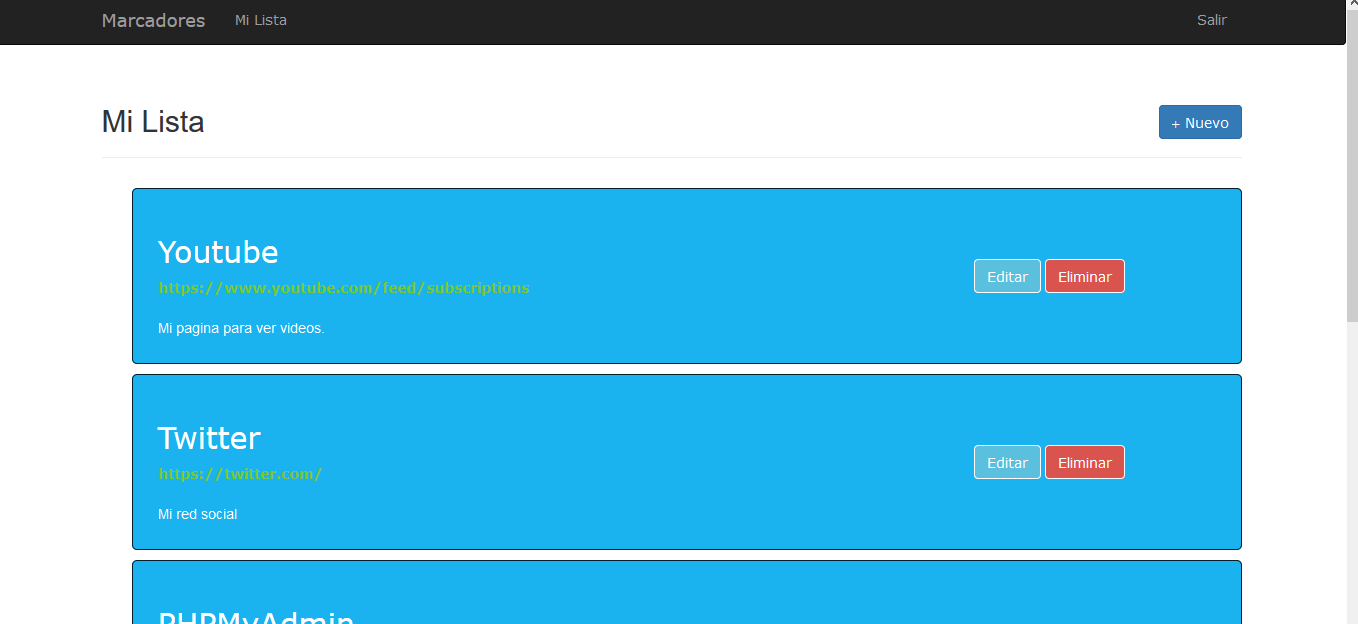 Marcadores Mi Lista Salir
Mi Lista
+ Nuevo
Youtube
https://www.youtube.com/feed/subscriptions
Mi pagina para ver videos.
Editar Eliminar
Twitter
https://twitter.com/
Mi red social
Editar Eliminar
PHPMyAdmin